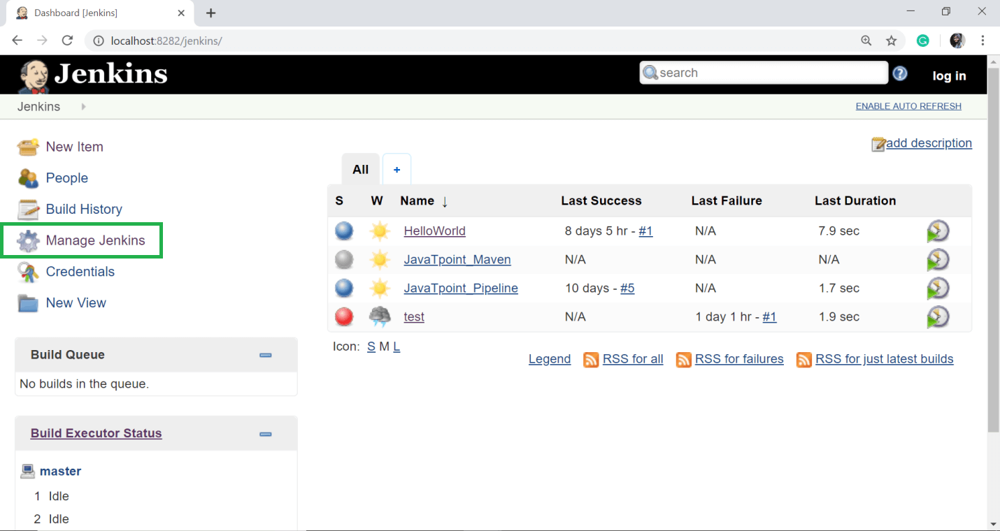 Dashboard [Jenkins]
localhost:8282/jenkins/
Jenkins
search
log in
Jenkins
ENABLE AUTO REFRESH
New Item
People
Build History
Manage Jenkins
Credentials
New View
add description
All +
S W Name ↓ Last Success Last Failure Last Duration
HelloWorld 8 days 5 hr - #1 N/A 7.9 sec
JavaTpoint_Maven N/A N/A N/A
JavaTpoint_Pipeline 10 days - #5 N/A 1.7 sec
test N/A 1 day 1 hr - #1 1.9 sec
Icon: S M L
Legend RSS for all RSS for failures RSS for just latest builds
Build Queue
No builds in the queue.
Build Executor Status
master
1 Idle
2 Idle